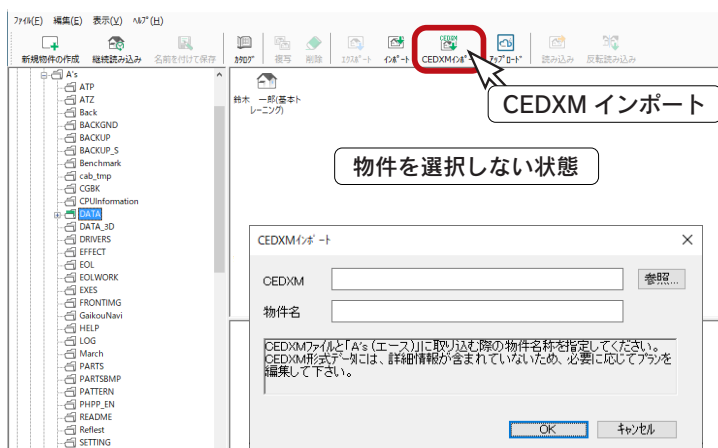 ﾌｧｲﾙ(F) 編集(E) 表示(V) ﾍﾙﾌﾟ(H)
新規物件の作成 継続読み込み 名前を付けて保存 ｶﾀﾛｸﾞ 複写 削除 ｴｸｽﾎﾟｰﾄ ｲﾝﾎﾟｰﾄ CEDXMｲﾝﾎﾟｰﾄ ｱｯﾌﾟﾛｰﾄﾞ 読み込み 反転読み込み
A's
ATP
ATZ
Back
BACKGND
BACKUP
BACKUP_S
Benchmark
cab_tmp
CGBK
CPUInformation
DATA
DATA_3D
DRIVERS
EFFECT
EOL
EOLWORK
EXES
FRONTIMG
GaikouNavi
HELP
LOG
March
PARTS
PARTSBMP
PATTERN
PHPP_EN
README
Reflest
SETTING
鈴木 一郎(基本ト
レーニング)
CEDXM インポート
物件を選択しない状態
CEDXMｲﾝﾎﾟｰﾄ
CEDXM
参照...
物件名
CEDXMﾌｧｲﾙと「A's (エース)」に取り込む際の物件名称を指定してください。
CEDXM形式ﾃﾞｰﾀには、詳細情報が含まれていないため、必要に応じてﾌﾟﾗﾝを
編集して下さい。
OK ｷｬﾝｾﾙ